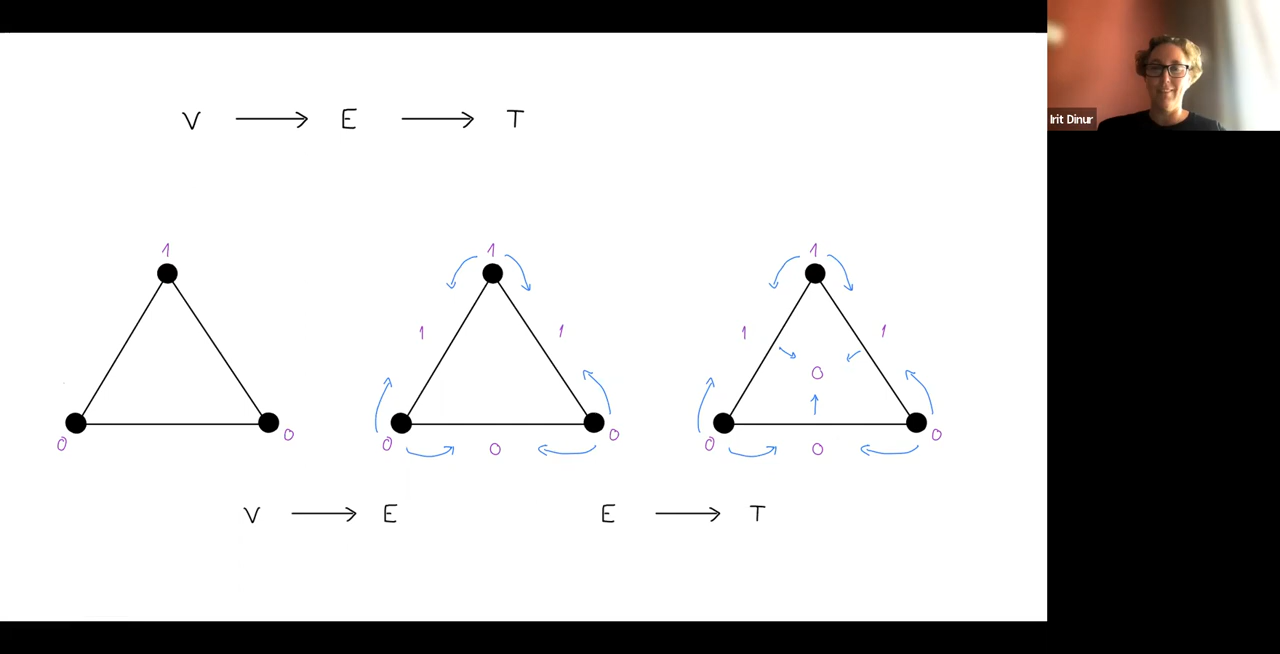 V → E → T
Irit Dinur
1 1 1
1 1 1 1
0
0 0 0 0 0 0
0 0
V → E E → T